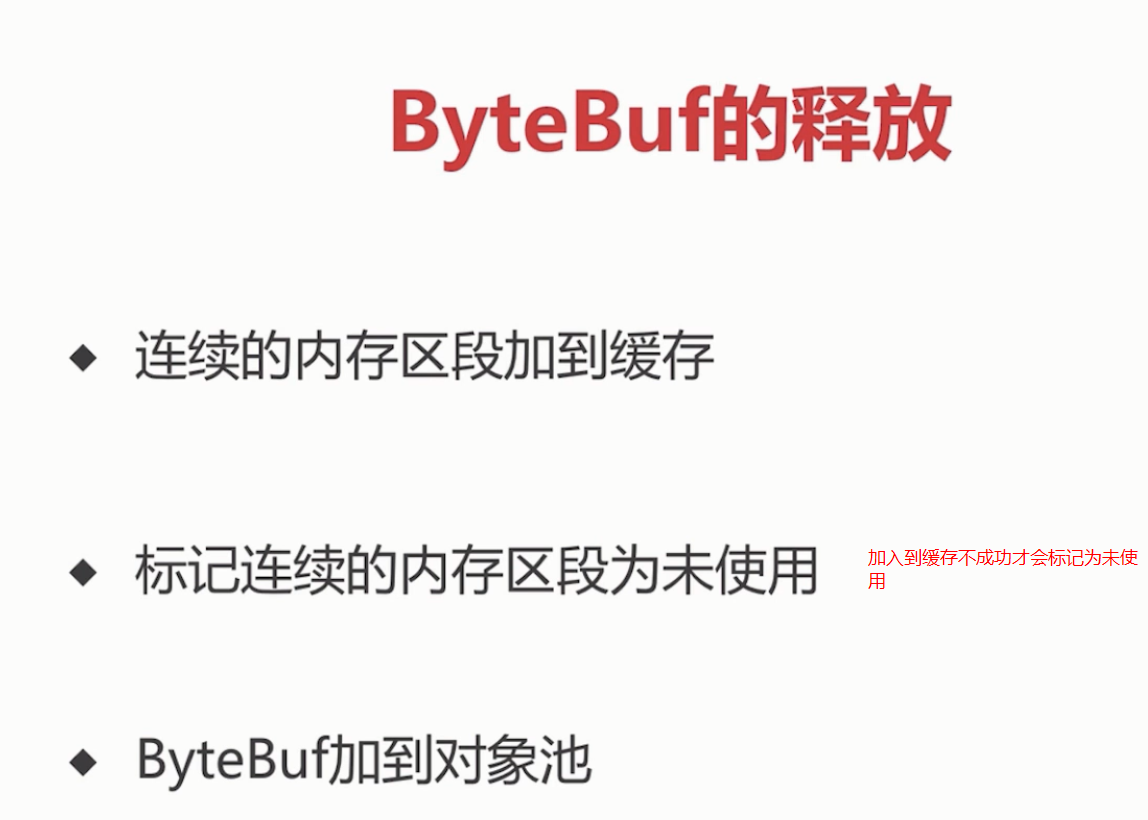 ByteBuf的释放
◆ 连续的内存区段加到缓存
◆ 标记连续的内存区段为未使用
加入到缓存不成功才会标记为未使
用
◆ ByteBuf加到对象池